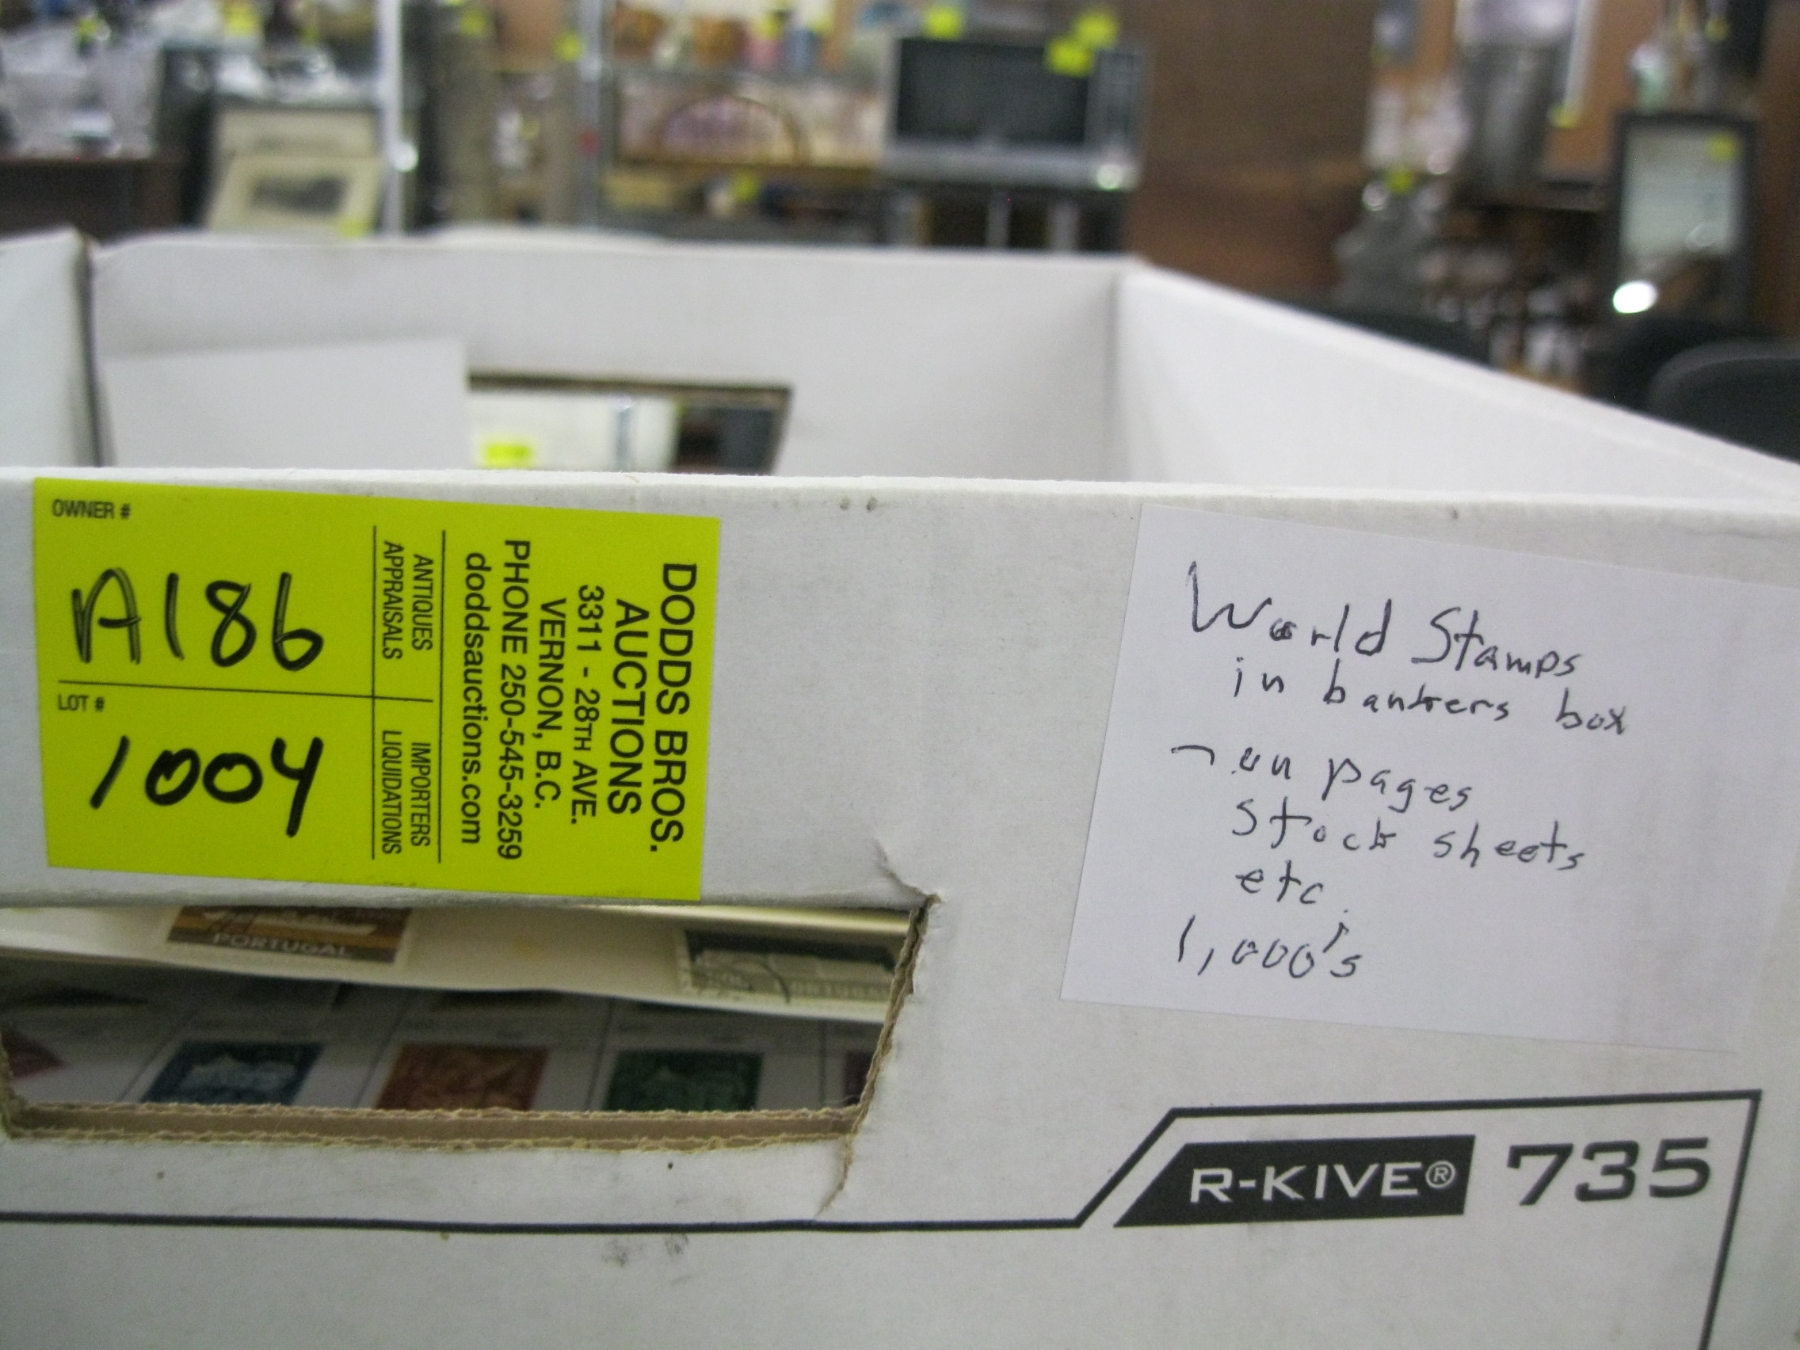 OWNER #
A186
LOT #
1004
ANTIQUES
APPRAISALS
IMPORTERS
LIQUIDATIONS
DODDS BROS.
AUCTIONS
3311 - 28TH AVE.
VERNON, B.C.
PHONE 250-545-3259
doddsauctions.com
World Stamps
in bankers box
- on pages
stock sheets
etc.
1,000's
PORTUGAL
PORTUGAL
R-KIVE® 735